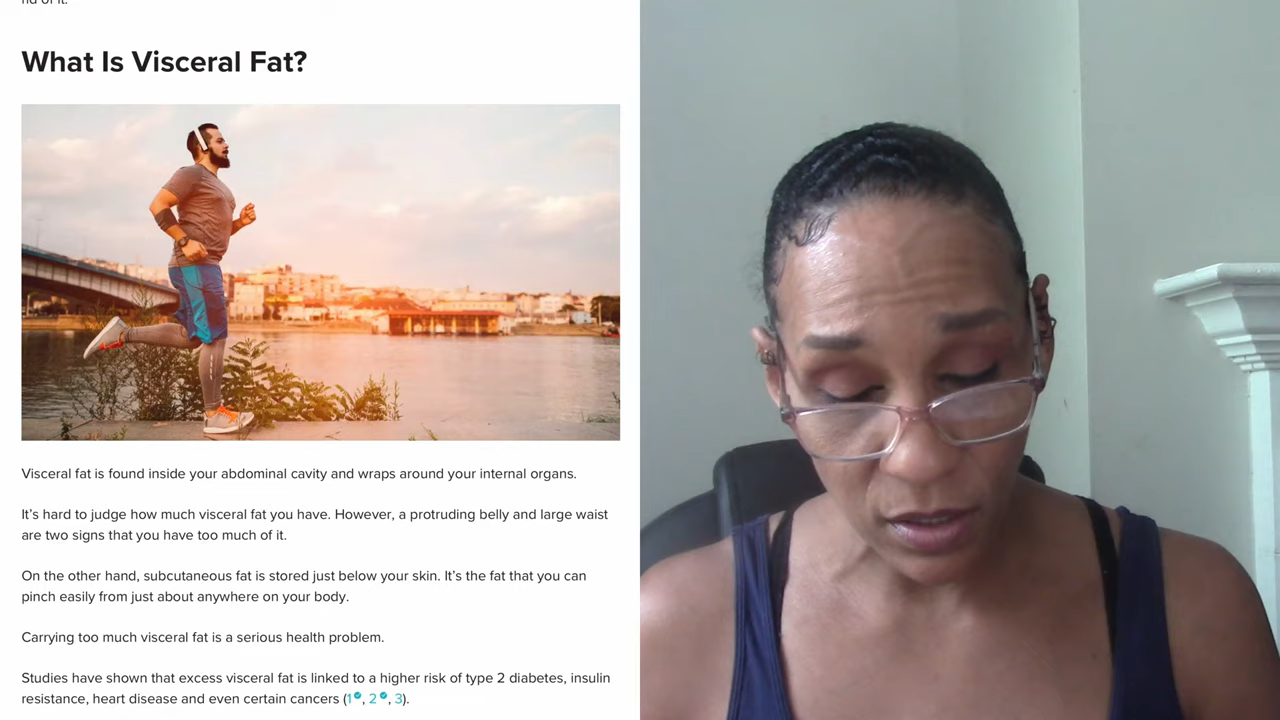 What Is Visceral Fat?
Visceral fat is found inside your abdominal cavity and wraps around your internal organs.
It’s hard to judge how much visceral fat you have. However, a protruding belly and large waist
are two signs that you have too much of it.
On the other hand, subcutaneous fat is stored just below your skin. It’s the fat that you can
pinch easily from just about anywhere on your body.
Carrying too much visceral fat is a serious health problem.
Studies have shown that excess visceral fat is linked to a higher risk of type 2 diabetes, insulin
resistance, heart disease and even certain cancers (1, 2, 3).